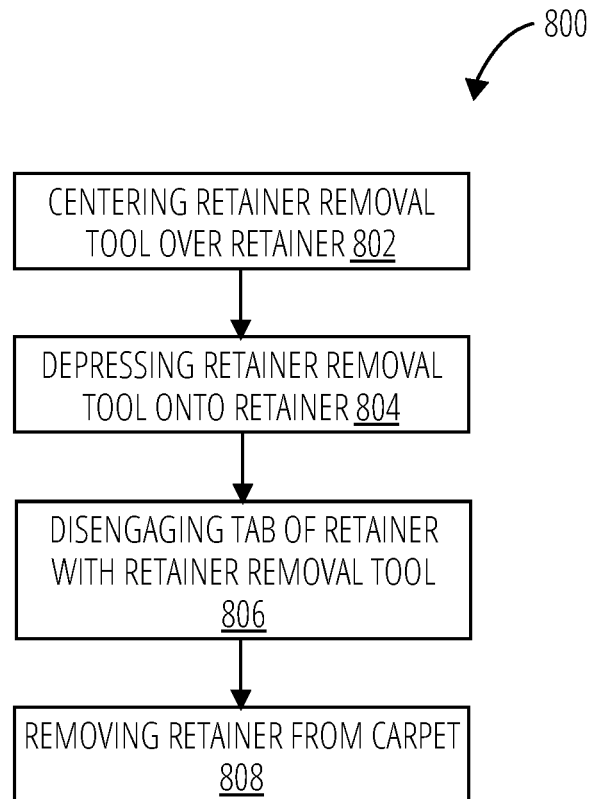 800
CENTERING RETAINER REMOVAL
TOOL OVER RETAINER 802
DEPRESSING RETAINER REMOVAL
TOOL ONTO RETAINER 804
DISENGAGING TAB OF RETAINER
WITH RETAINER REMOVAL TOOL
806
REMOVING RETAINER FROM CARPET
808